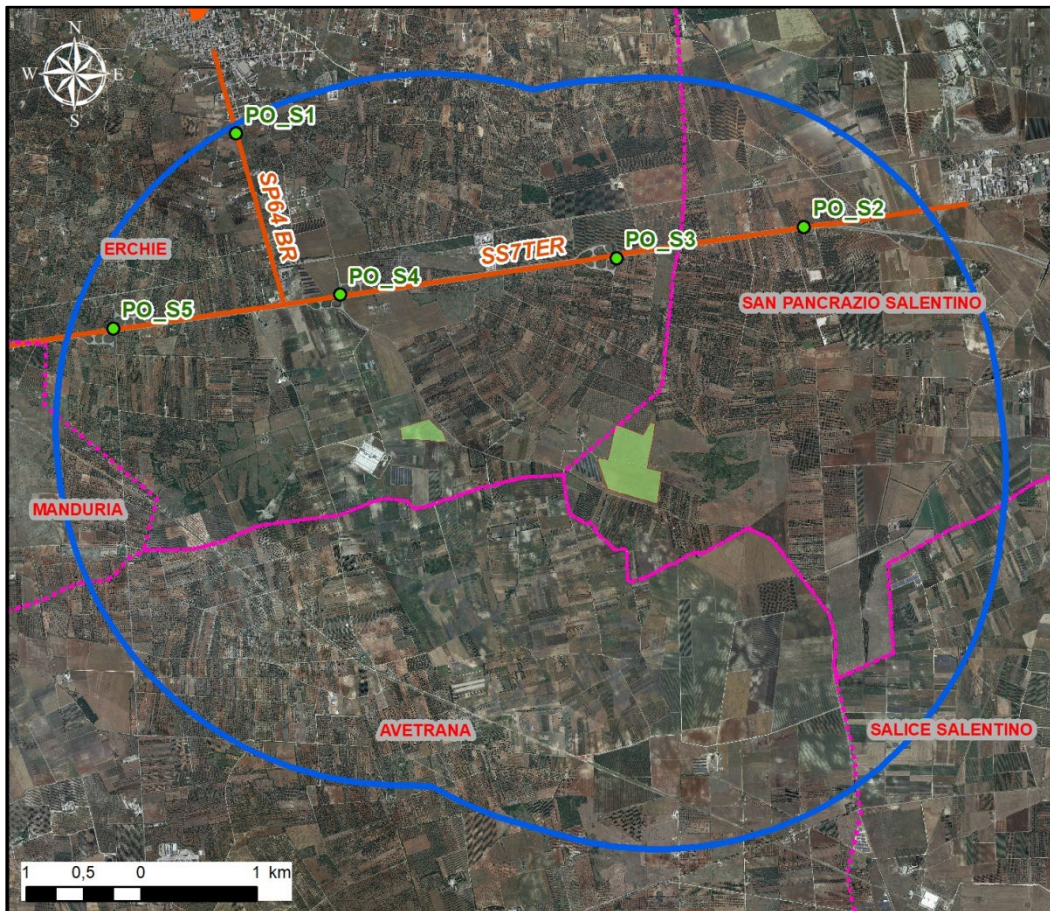 N
W E
S
PO_S1
SP64 BR
PO_S2
ERCHIE
PO_S3
SS7TER
PO_S4
SAN PANCRAZIO SALENTINO
PO_S5
MANDURIA
AVETRANA
SALICE SALENTINO
1 0,5 0 1 km